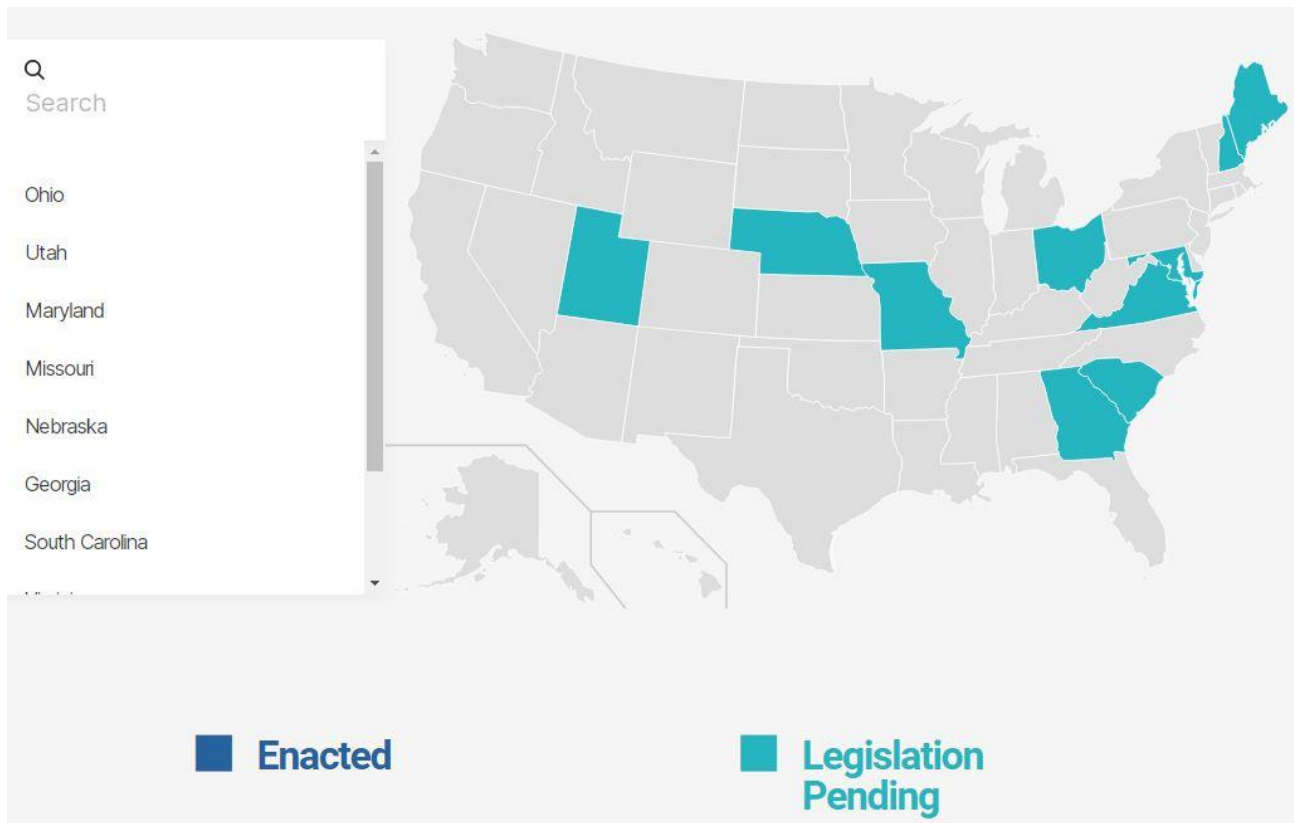 Search
Ohio
Utah
Maryland
Missouri
Nebraska
Georgia
South Carolina
Enacted
Legislation
Pending